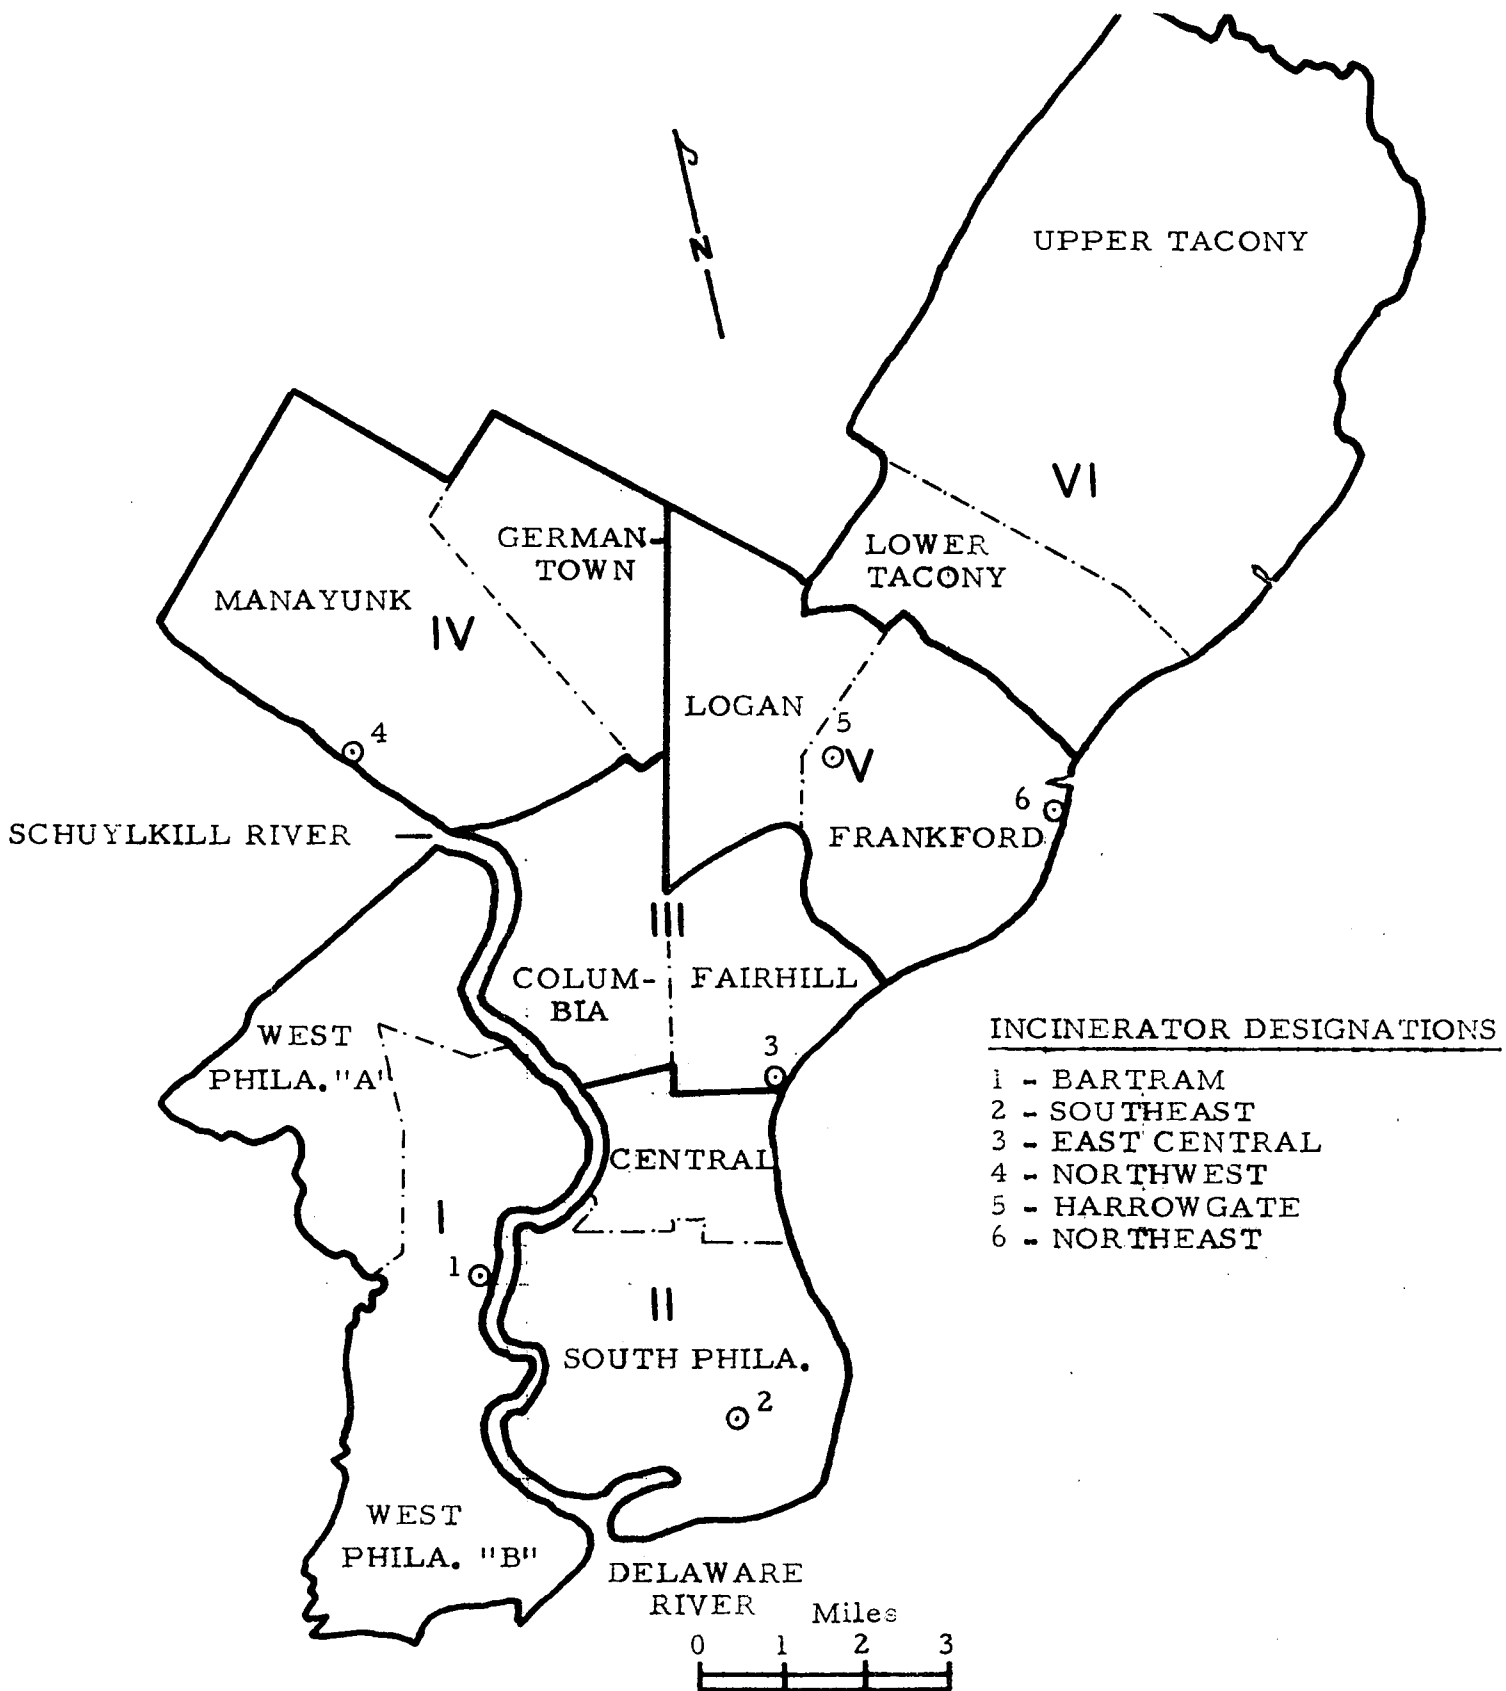 UPPER TACONY
N
VI
GERMAN-
TOWN
LOWER
TACONY
MANAYUNK
IV
LOGAN
5
4
V
6
SCHUYLKILL RIVER
FRANKFORD
III
COLUM-
BIA
FAIRHILL
WEST
PHILA. "A"
3
INCINERATOR DESIGNATIONS
1 - BARTRAM
2 - SOUTHEAST
3 - EAST CENTRAL
4 - NORTHWEST
5 - HARROWGATE
6 - NORTHEAST
CENTRAL
I
1
II
SOUTH PHILA.
2
WEST
PHILA. "B"
DELAWARE
RIVER
Miles
0 1 2 3